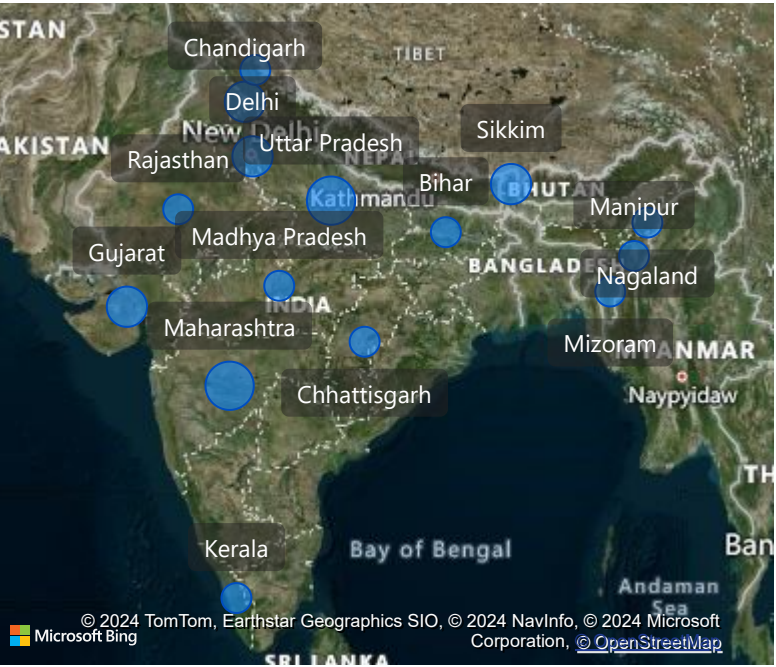 STAN
Chandigarh
TIBET
Delhi
New Delhi
Sikkim
AKISTAN
Uttar Pradesh
Rajasthan
NEPAL
Bihar
BHUTAN
Kathmandu
Manipur
Madhya Pradesh
Gujarat
BANGLADE
Nagaland
INDIA
Maharashtra
Mizoram
MYANMAR
Naypyidaw
Chhattisgarh
TH
Kerala
Bay of Bengal
Ban
Andaman
Sea
© 2024 TomTom, Earthstar Geographics SIO, © 2024 NavInfo, © 2024 Microsoft
Microsoft Bing
Corporation, © OpenStreetMap
SRI LANKA